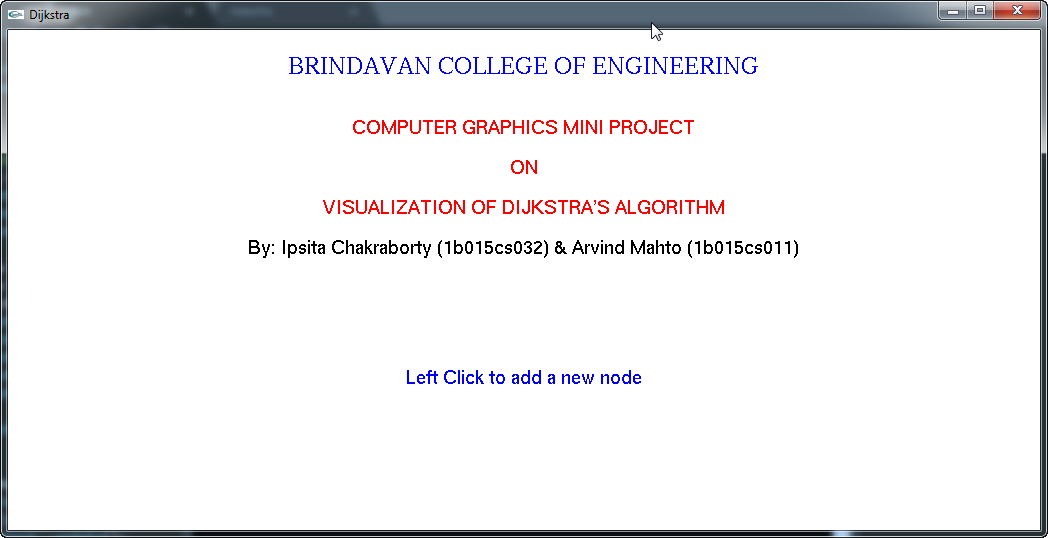 Dijkstra
BRINDAVAN COLLEGE OF ENGINEERING
COMPUTER GRAPHICS MINI PROJECT
ON
VISUALIZATION OF DIJKSTRA'S ALGORITHM
By: Ipsita Chakraborty (1b015cs032) & Arvind Mahto (1b015cs011)
Left Click to add a new node